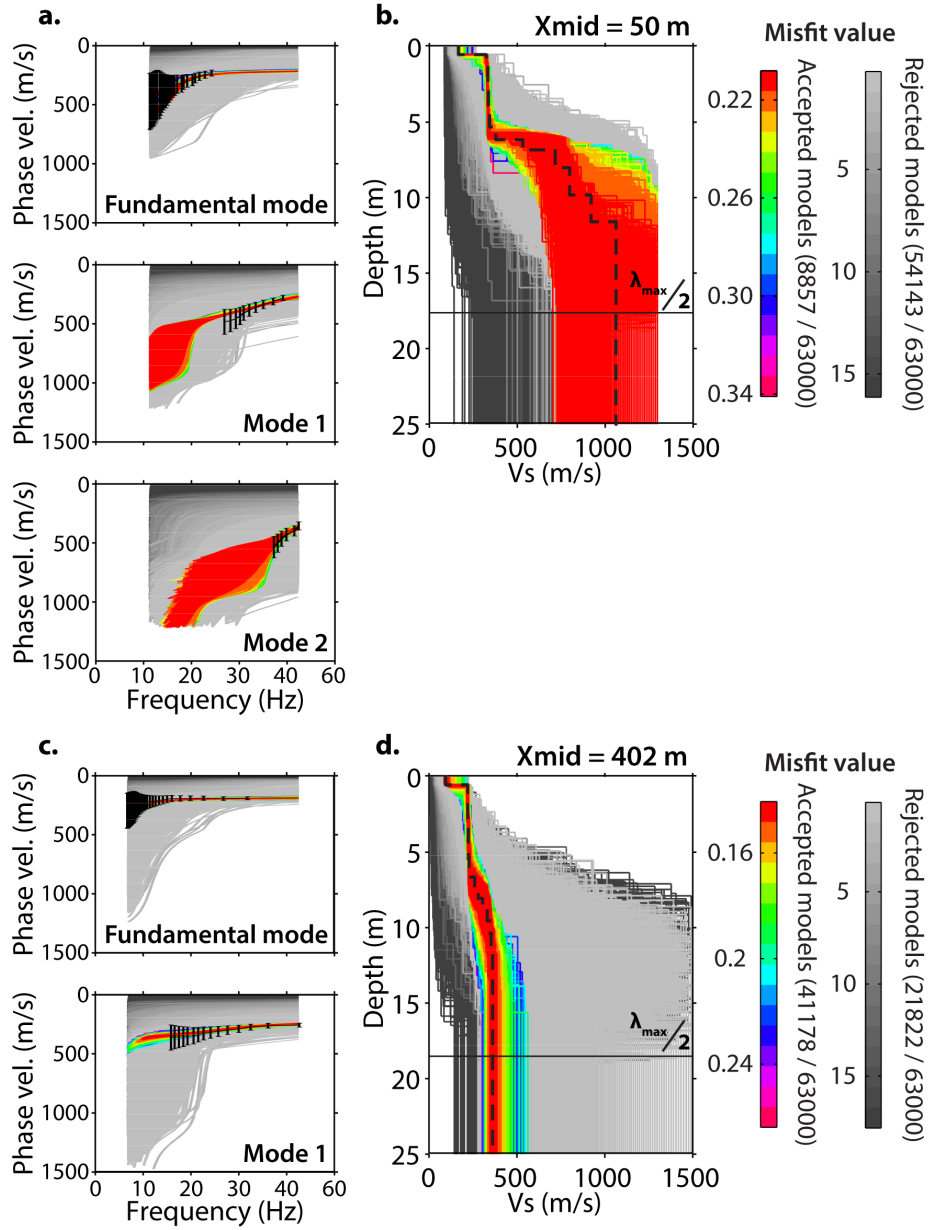 a.
0
500
1000
1500
Phase vel. (m/s)
Fundamental mode
0
500
1000
1500
Phase vel. (m/s)
Mode 1
0
500
1000
1500
Phase vel. (m/s)
Mode 2
0 10 20 30 40 50 60
Frequency (Hz)
b.
Xmid = 50 m
0
5
10
15
20
25
Depth (m)
λmax/2
0 500 1000 1500
Vs (m/s)
Misfit value
0.22
0.26
0.30
0.34
Accepted models (8857 / 63000)
5
10
15
Rejected models (54143 / 63000)
c.
0
500
1000
1500
Phase vel. (m/s)
Fundamental mode
0
500
1000
1500
Phase vel. (m/s)
Mode 1
0 20 40 60
Frequency (Hz)
d.
Xmid = 402 m
0
5
10
15
20
25
Depth (m)
λmax/2
0 500 1000 1500
Vs (m/s)
Misfit value
0.16
0.2
0.24
Accepted models (41178 / 63000)
5
10
15
Rejected models (21822 / 63000)